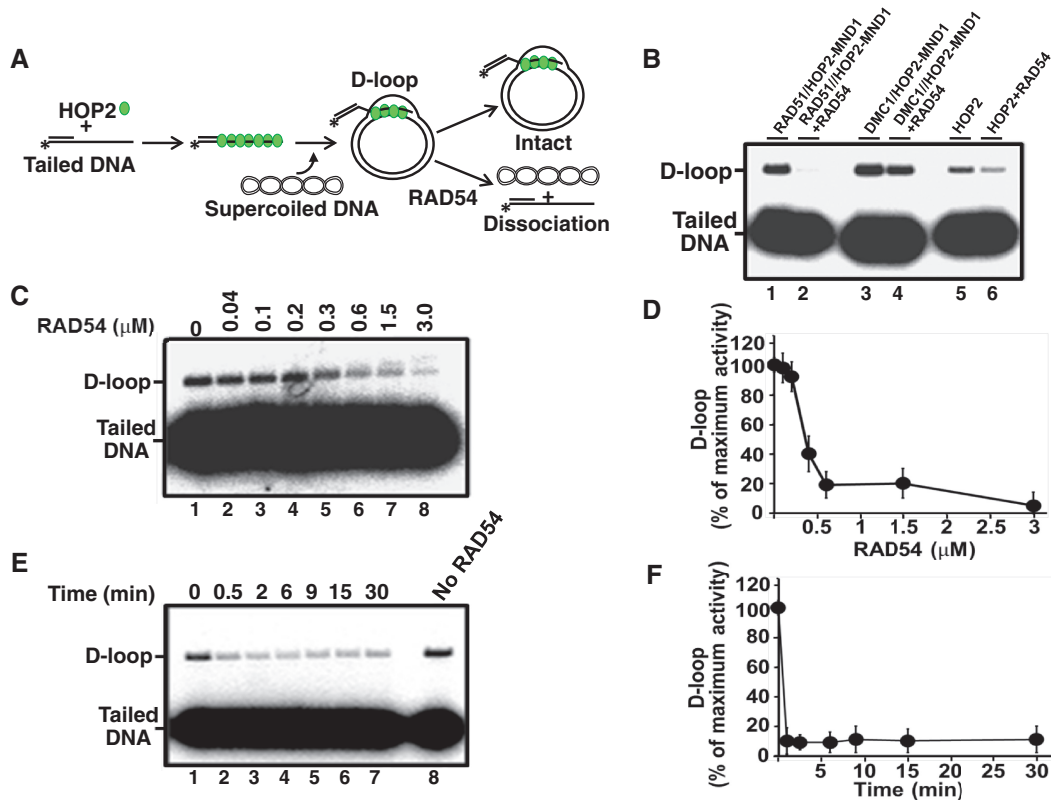 A
HOP2
+
*
Tailed DNA
*
Supercoiled DNA
D-loop
*
RAD54
*
Intact
+
*
Dissociation
B
RAD51/HOP2-MND1
RAD51//HOP2-MND1
+RAD54
DMC1/HOP2-MND1
DMC1//HOP2-MND1
+RAD54
HOP2
HOP2+RAD54
D-loop
Tailed
DNA
1 2 3 4 5 6
C
RAD54 (μM) 0 0.04 0.1 0.2 0.3 0.6 1.5 3.0
D-loop
Tailed
DNA
1 2 3 4 5 6 7 8
D
D-loop
(% of maximum activity)
120
100
80
60
40
20
0
0.5 1 1.5 2 2.5 3
RAD54 (μM)
E
Time (min) 0 0.5 2 6 9 15 30 No RAD54
D-loop
Tailed
DNA
1 2 3 4 5 6 7 8
F
D-loop
(% of maximum activity)
120
100
80
60
40
20
0
5 10 15 20 25 30
Time (min)